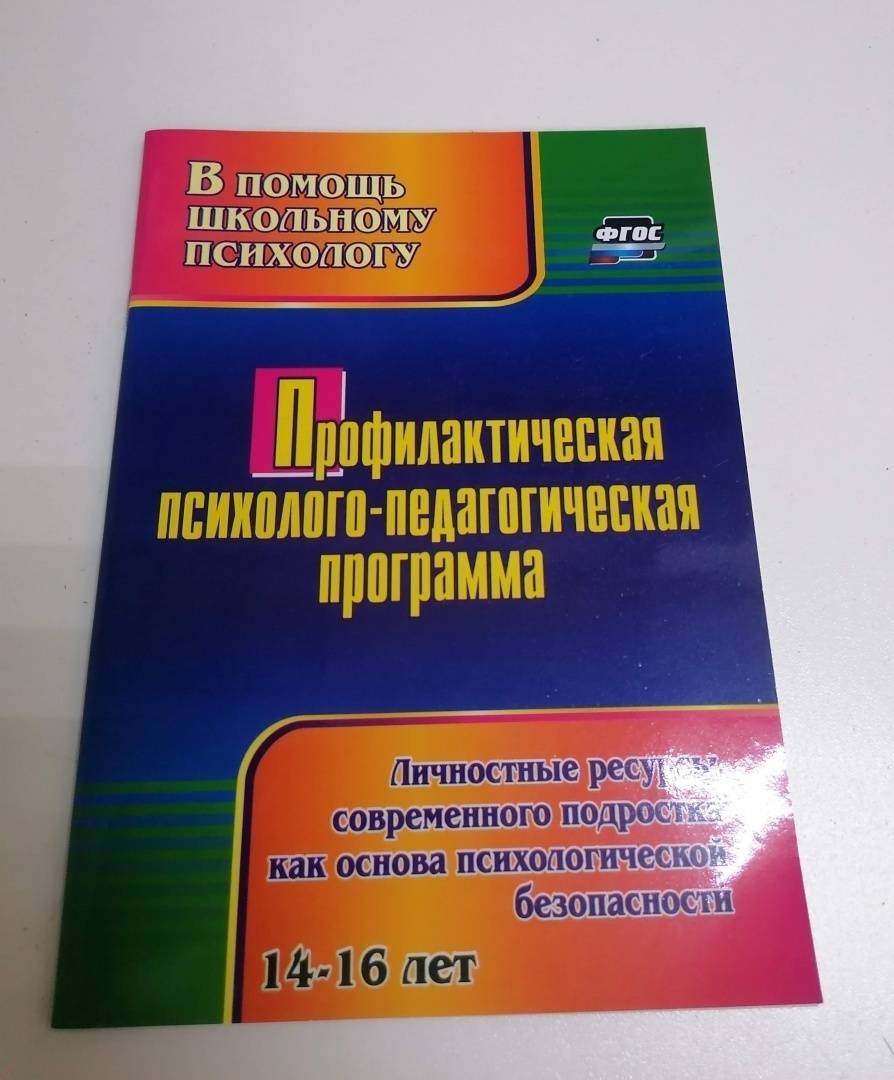 В помощь
школьному
психологу
ФГОС
Профилактическая
психолого-педагогическая
программа
Личностные ресурсы
современного подростка
как основа психологической
безопасности
14-16 лет